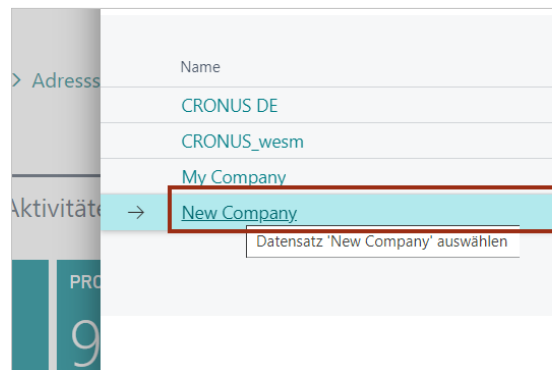 Name
> Adresss
CRONUS DE
CRONUS_wesm
My Company
Aktivitäte
→ New Company
Datensatz 'New Company' auswählen
PRO
9